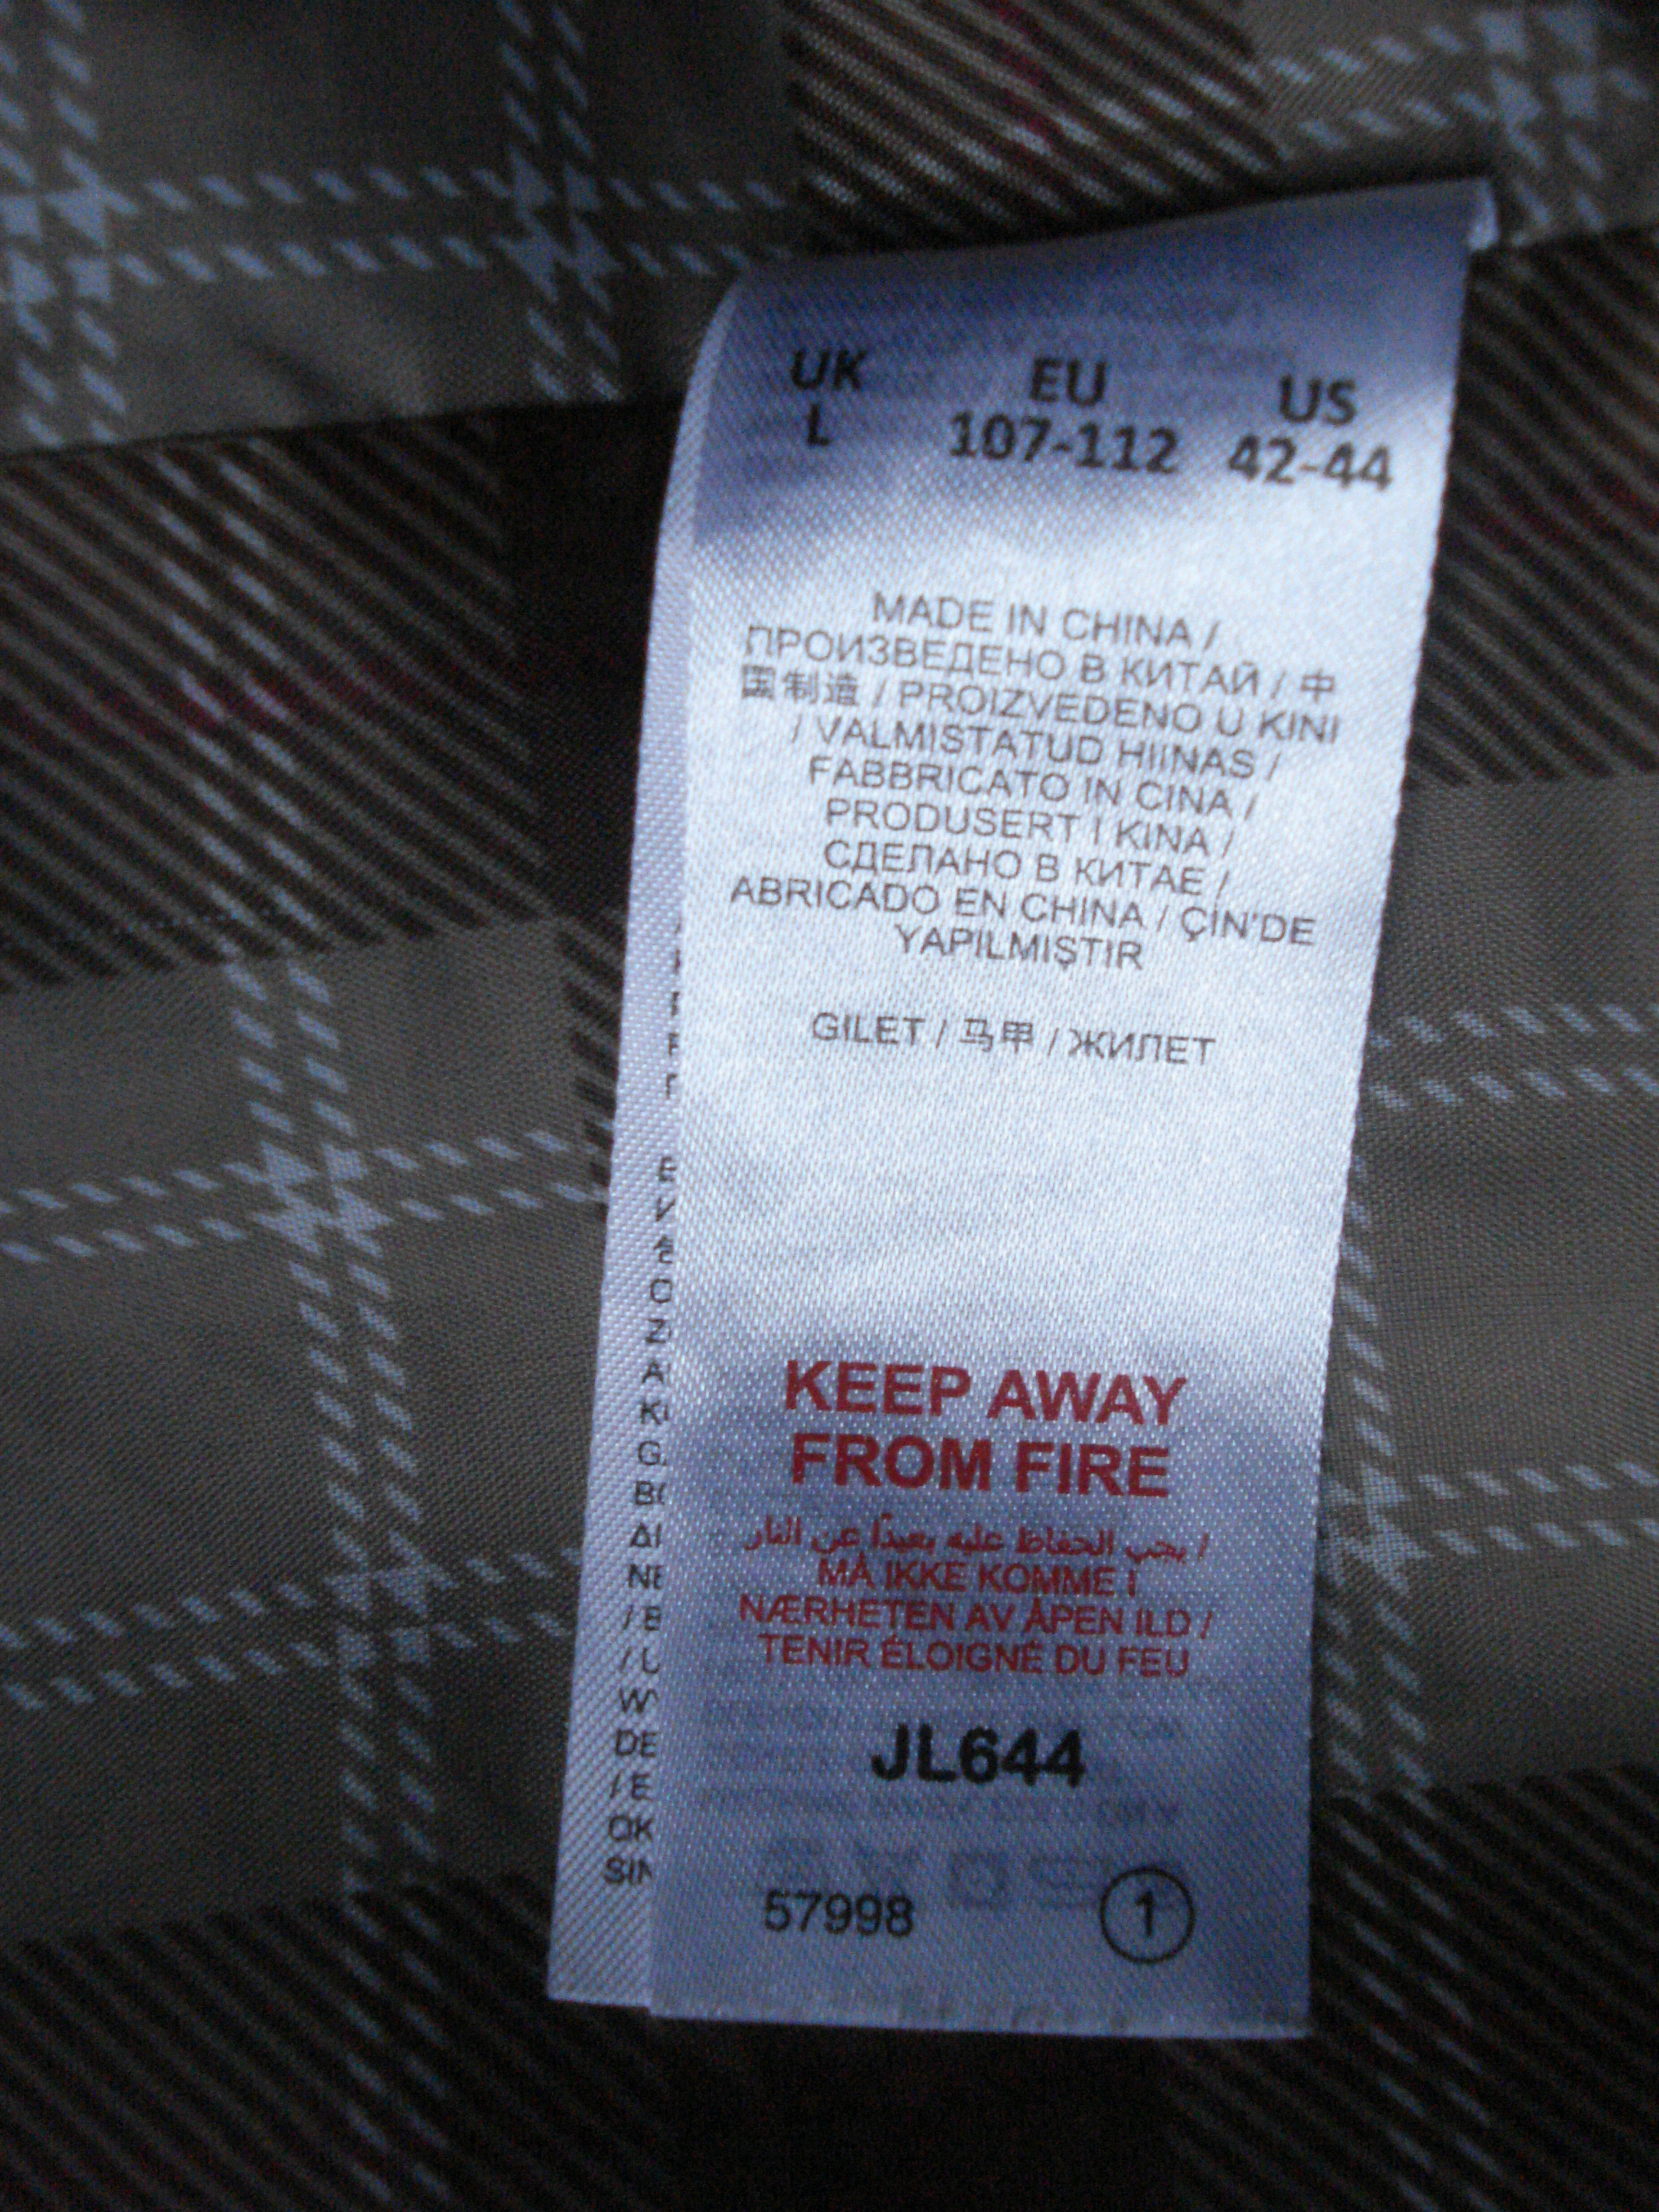 UK EU US
L 107-112 42-44
MADE IN CHINA /
ПРОИЗВЕДЕНО В КИТАЙ / 中
国制造 / PROIZVEDENO U KINI
/ VALMISTATUD HIINAS /
FABBRICATO IN CINA /
PRODUSERT I KINA /
СДЕЛАНО В КИТАЕ /
ABRICADO EN CHINA / ÇİN'DE
YAPILMIŞTIR
GILET / 马甲 / ЖИЛЕТ
KEEP AWAY
FROM FIRE
يجب الحفاظ عليه بعيدًا عن النار /
MÅ IKKE KOMME I
NÆRHETEN AV ÅPEN ILD /
TENIR ÉLOIGNÉ DU FEU
JL644
57998 1